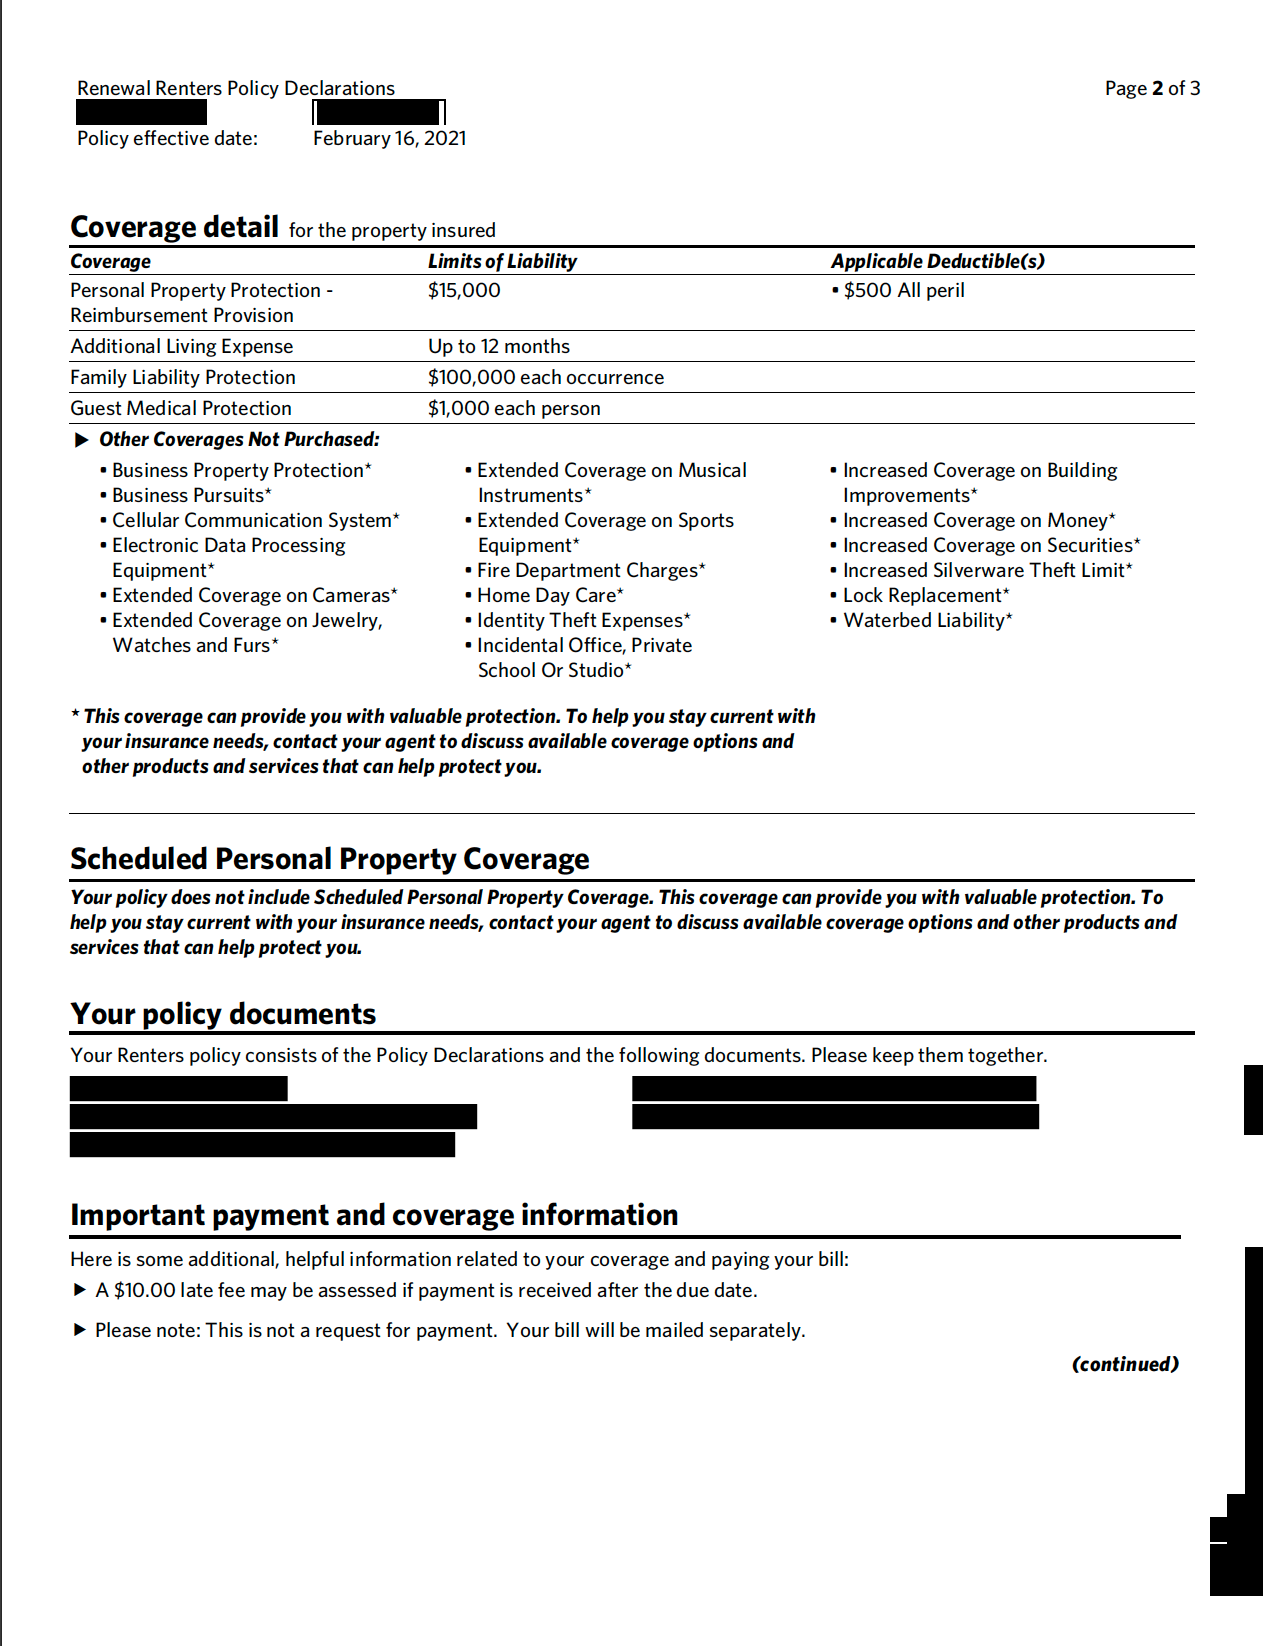 Renewal Renters Policy Declarations
Page 2 of 3
Policy effective date: February 16, 2021
Coverage detail for the property insured
Coverage Limits of Liability Applicable Deductible(s)
Personal Property Protection - $15,000 ▪ $500 All peril
Reimbursement Provision
Additional Living Expense Up to 12 months
Family Liability Protection $100,000 each occurrence
Guest Medical Protection $1,000 each person
► Other Coverages Not Purchased:
▪ Business Property Protection*
▪ Business Pursuits*
▪ Cellular Communication System*
▪ Electronic Data Processing
Equipment*
▪ Extended Coverage on Cameras*
▪ Extended Coverage on Jewelry,
Watches and Furs*
▪ Extended Coverage on Musical
Instruments*
▪ Extended Coverage on Sports
Equipment*
▪ Fire Department Charges*
▪ Home Day Care*
▪ Identity Theft Expenses*
▪ Incidental Office, Private
School Or Studio*
▪ Increased Coverage on Building
Improvements*
▪ Increased Coverage on Money*
▪ Increased Coverage on Securities*
▪ Increased Silverware Theft Limit*
▪ Lock Replacement*
▪ Waterbed Liability*
* This coverage can provide you with valuable protection. To help you stay current with
your insurance needs, contact your agent to discuss available coverage options and
other products and services that can help protect you.
Scheduled Personal Property Coverage
Your policy does not include Scheduled Personal Property Coverage. This coverage can provide you with valuable protection. To
help you stay current with your insurance needs, contact your agent to discuss available coverage options and other products and
services that can help protect you.
Your policy documents
Your Renters policy consists of the Policy Declarations and the following documents. Please keep them together.
Important payment and coverage information
Here is some additional, helpful information related to your coverage and paying your bill:
► A $10.00 late fee may be assessed if payment is received after the due date.
► Please note: This is not a request for payment. Your bill will be mailed separately.
(continued)